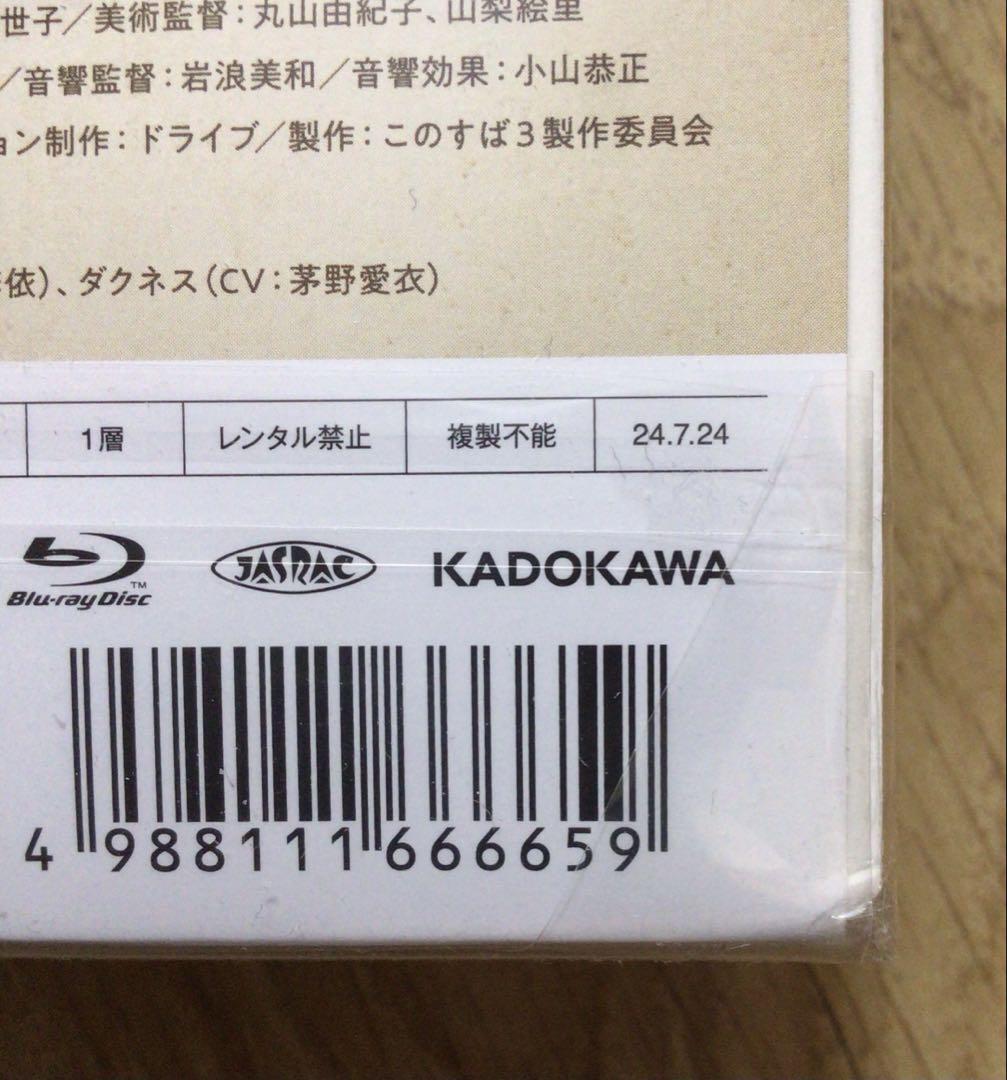 世子／美術監督：丸山由紀子、山梨絵里
／音響監督：岩浪美和／音響効果：小山恭正
ョン制作：ドライブ／製作：このすば3製作委員会
依)、ダクネス(CV：茅野愛衣)
1層 レンタル禁止 複製不能 24.7.24
Blu-ray Disc TM JASRAC KADOKAWA
4 988111 666659